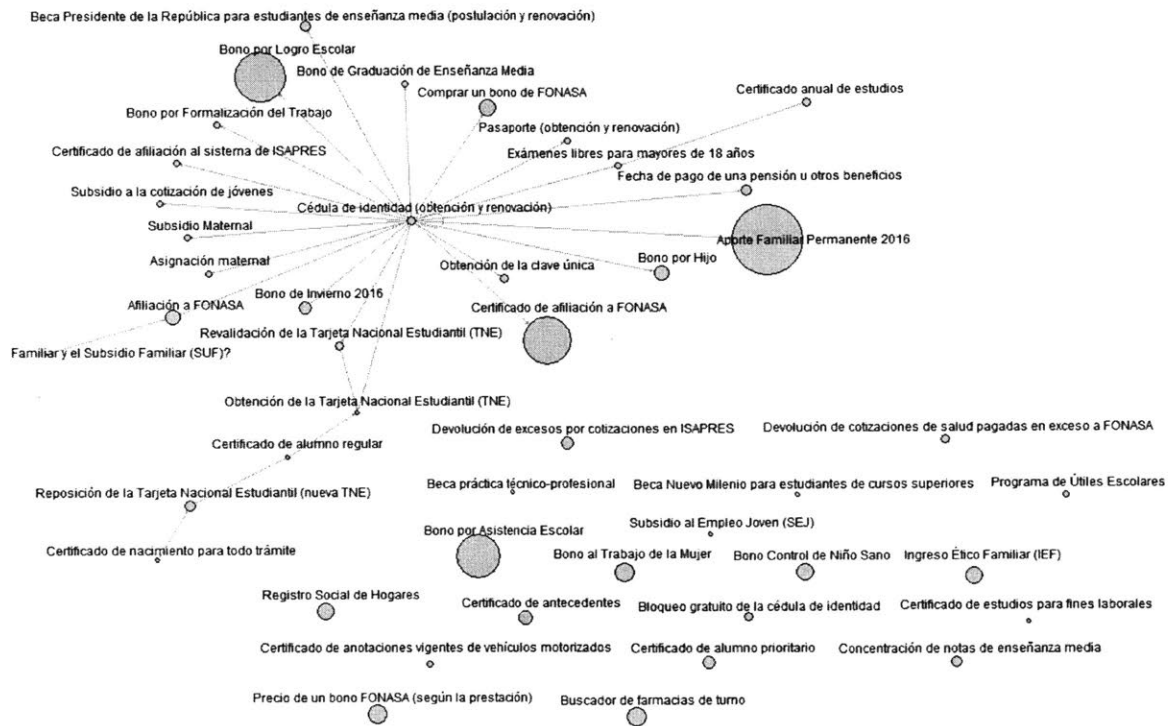 Beca Presidente de la República para estudiantes de enseñanza media (postulación y renovación)
Bono por Logro Escolar
Bono de Graduación de Enseñanza Media
Comprar un bono de FONASA
Certificado anual de estudios
Bono por Formalización del Trabajo
Pasaporte (obtención y renovación)
Certificado de afiliación al sistema de ISAPRES
Exámenes libres para mayores de 18 años
Fecha de pago de una pensión u otros beneficios
Subsidio a la cotización de jóvenes
Cédula de identidad (obtención y renovación)
Subsidio Maternal
Aporte Familiar Permanente 2016
Asignación maternal
Obtención de la clave única
Bono por Hijo
Bono de Invierno 2016
Afiliación a FONASA
Certificado de afiliación a FONASA
Revalidación de la Tarjeta Nacional Estudiantil (TNE)
Familiar y el Subsidio Familiar (SUF)?
Obtención de la Tarjeta Nacional Estudiantil (TNE)
Devolución de excesos por cotizaciones en ISAPRES
Devolución de cotizaciones de salud pagadas en exceso a FONASA
Certificado de alumno regular
Beca práctica técnico-profesional
Beca Nuevo Milenio para estudiantes de cursos superiores
Programa de Útiles Escolares
Reposición de la Tarjeta Nacional Estudiantil (nueva TNE)
Bono por Asistencia Escolar
Subsidio al Empleo Joven (SEJ)
Certificado de nacimiento para todo trámite
Bono al Trabajo de la Mujer
Bono Control de Niño Sano
Ingreso Ético Familiar (IEF)
Registro Social de Hogares
Certificado de antecedentes
Bloqueo gratuito de la cédula de identidad
Certificado de estudios para fines laborales
Certificado de anotaciones vigentes de vehículos motorizados
Certificado de alumno prioritario
Concentración de notas de enseñanza media
Precio de un bono FONASA (según la prestación)
Buscador de farmacias de turno